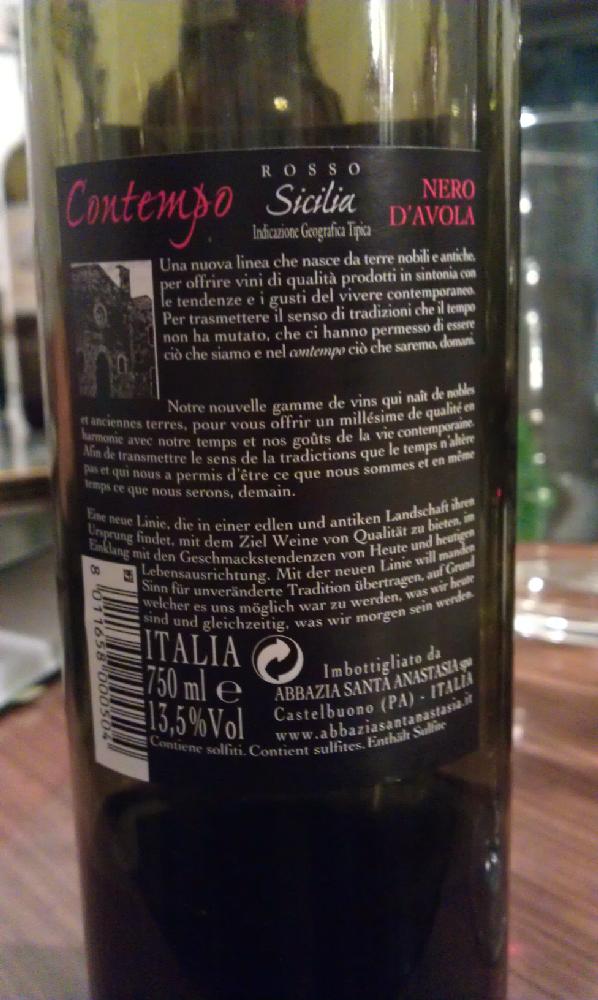 ROSSO
Contempo Sicilia NERO D'AVOLA
Indicazione Geografica Tipica
Una nuova linea che nasce da terre nobili e antiche,
per offrire vini di qualità prodotti in sintonia con
le tendenze e i gusti del vivere contemporaneo.
Per trasmettere il senso di tradizioni che il tempo
non ha mutato, che ci hanno permesso di essere
ciò che siamo e nel contempo ciò che saremo, domani.
Notre nouvelle gamme de vins qui naît de nobles
et anciennes terres, pour vous offrir un millésime de qualité en
harmonie avec notre temps et nos goûts de la vie contemporaine.
Afin de transmettre le sens de la tradictions que le temps n'altère
pas et qui nous a permis d'être ce que nous sommes et en même
temps ce que nous serons, demain.
Eine neue Linie, die in einer edlen und antiken Landschaft ihren
Ursprung findet, mit dem Ziel Weine von Qualität zu bieten, im
Einklang mit den Geschmackstendenzen von Heute und heutigen
Lebensausrichtung. Mit der neuen Linie will manden
Sinn für unveränderte Tradition übertragen, auf Grund
welcher es uns möglich war zu werden, was wir heute
sind und gleichzeitig, was wir morgen sein werden.
8 011658 000504
ITALIA
750 ml e
13,5%Vol
Imbottigliato da
ABBAZIA SANTA ANASTASIA spa
Castelbuono (PA) - ITALIA
www.abbaziasantanastasia.it
Contiene solfiti. Contient sulfites. Enthält Sulfite